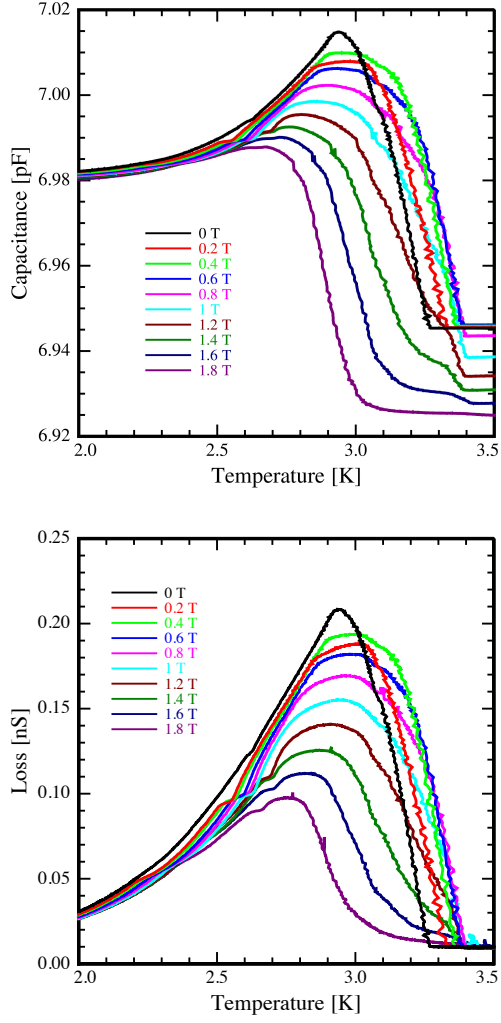 7.02
7.00
6.98
6.96
6.94
6.92
Capacitance [pF]
0 T
0.2 T
0.4 T
0.6 T
0.8 T
1 T
1.2 T
1.4 T
1.6 T
1.8 T
2.0 2.5 3.0 3.5
Temperature [K]
0.25
0.20
0.15
0.10
0.05
0.00
Loss [nS]
0 T
0.2 T
0.4 T
0.6 T
0.8 T
1 T
1.2 T
1.4 T
1.6 T
1.8 T
2.0 2.5 3.0 3.5
Temperature [K]